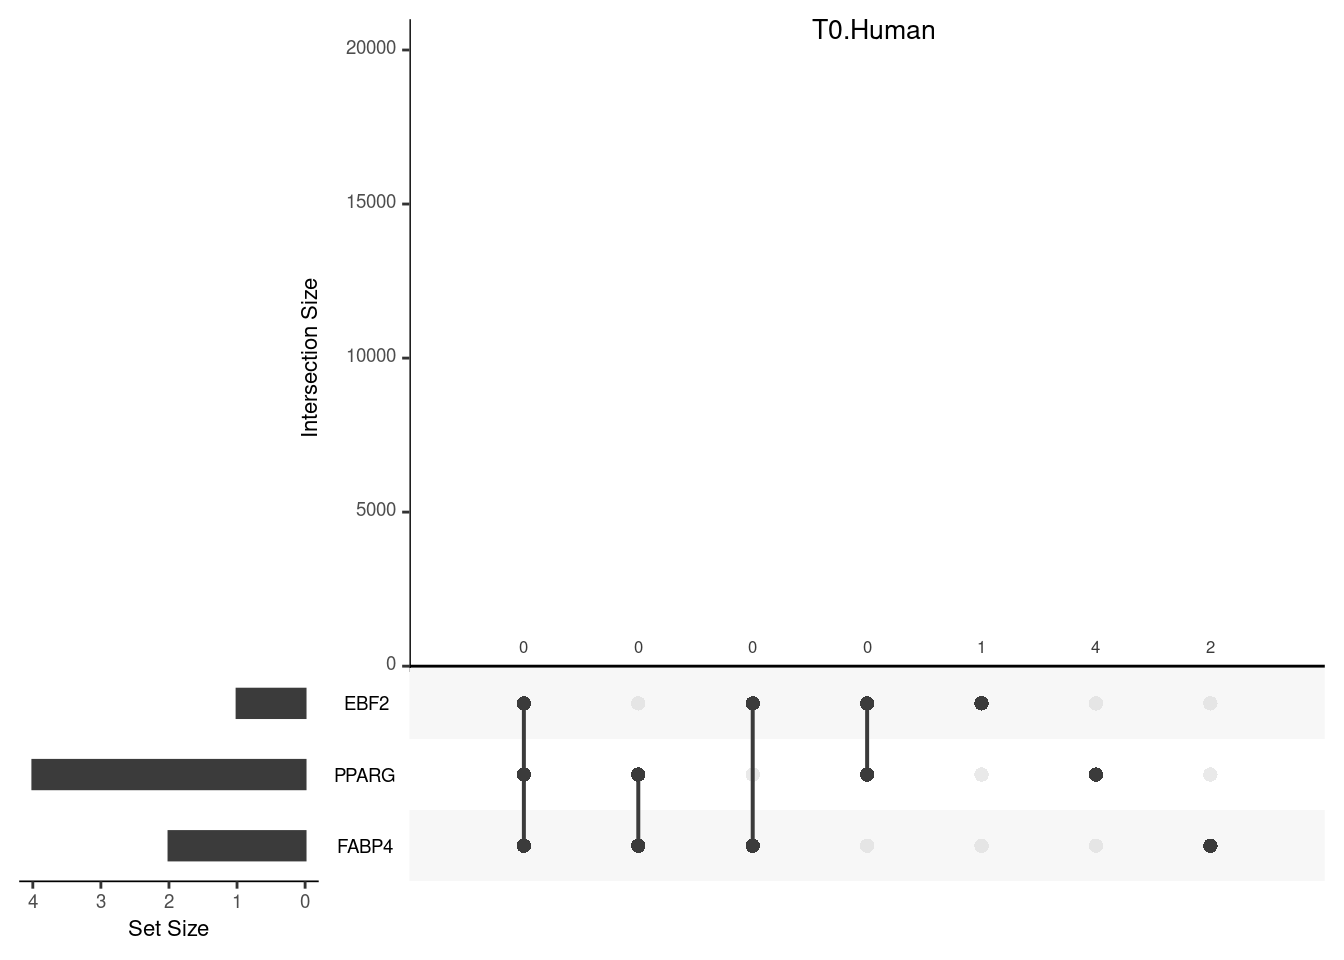 T0.Human
20000
15000
10000
5000
0
Intersection Size
0 0 0 0 1 4 2
EBF2
PPARG
FABP4
4 3 2 1 0
Set Size